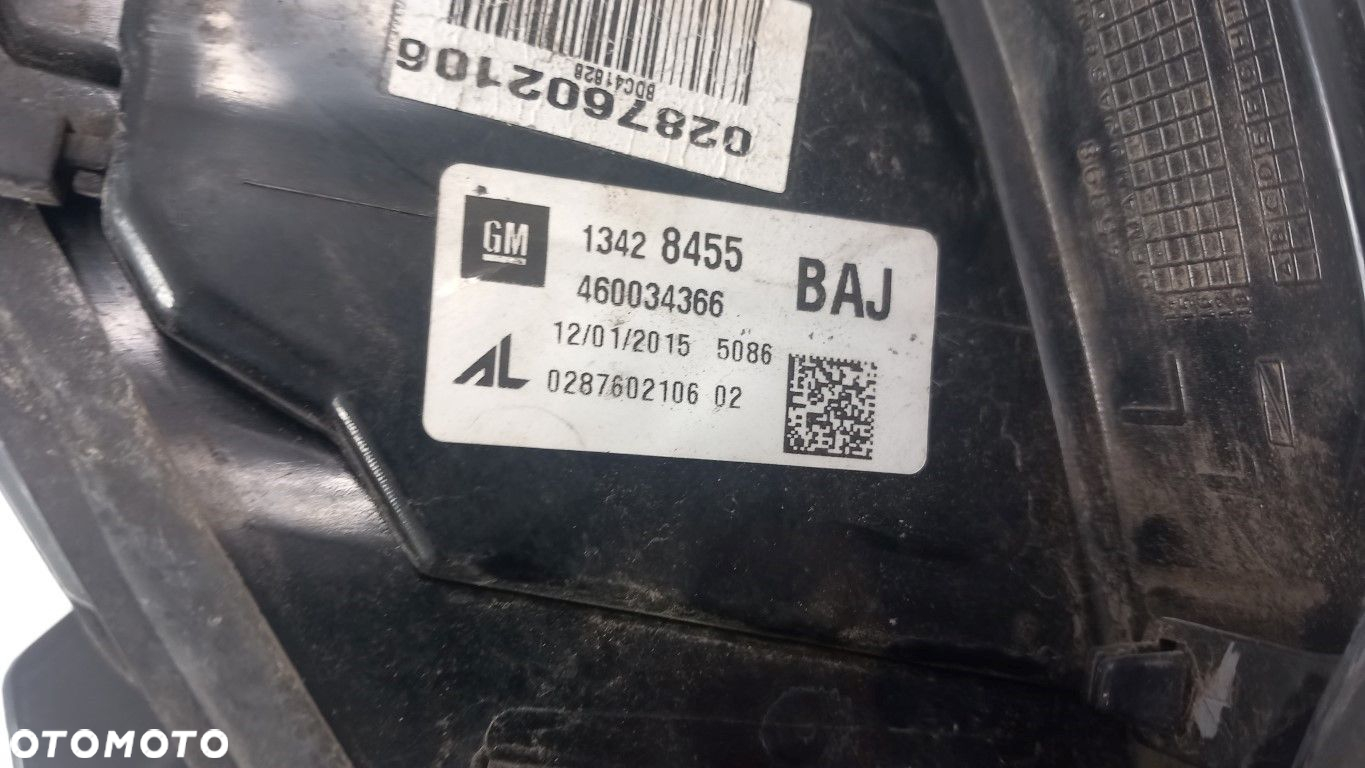 0287602106
BDC41828
GM
1342 8455
BAJ
460034366
12/01/2015 5086
AL
0287602106 02
L
OTOMOTO